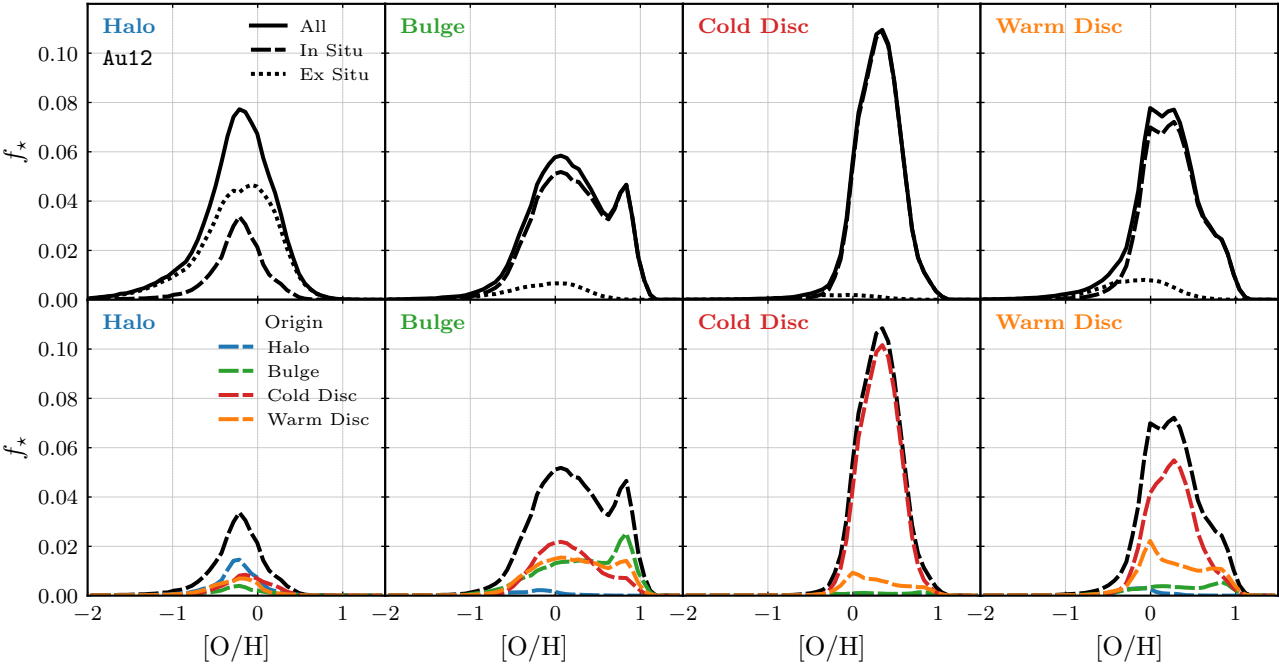 Halo
Au12
All
In Situ
Ex Situ
Bulge
Cold Disc
Warm Disc
f⋆
0.10
0.08
0.06
0.04
0.02
0.00
Halo
Origin
Halo
Bulge
Cold Disc
Warm Disc
Bulge
Cold Disc
Warm Disc
f⋆
0.10
0.08
0.06
0.04
0.02
0.00
−2 −1 0 1 −2 −1 0 1 −1 0 1 −2 −1 0 1
[O/H] [O/H] [O/H] [O/H]